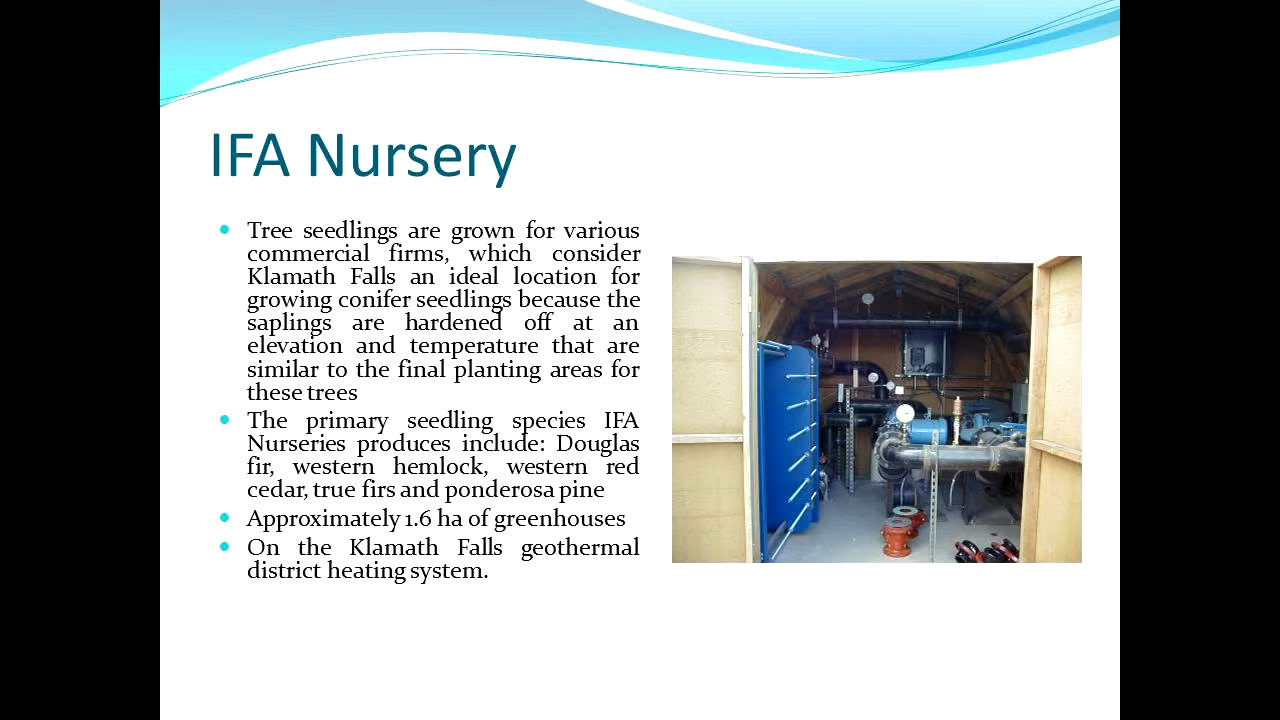 IFA Nursery
Tree seedlings are grown for various
commercial firms, which consider
Klamath Falls an ideal location for
growing conifer seedlings because the
saplings are hardened off at an
elevation and temperature that are
similar to the final planting areas for
these trees
The primary seedling species IFA
Nurseries produces include: Douglas
fir, western hemlock, western red
cedar, true firs and ponderosa pine
Approximately 1.6 ha of greenhouses
On the Klamath Falls geothermal
district heating system.